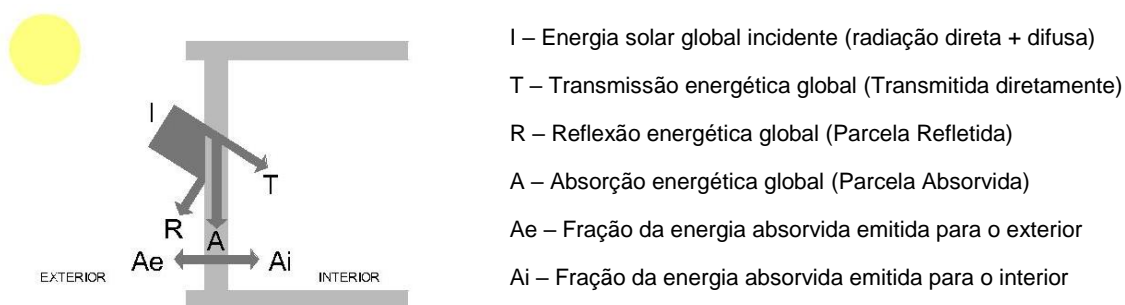 I
T
R
A
Ae
Ai
EXTERIOR
INTERIOR
I – Energia solar global incidente (radiação direta + difusa)
T – Transmissão energética global (Transmitida diretamente)
R – Reflexão energética global (Parcela Refletida)
A – Absorção energética global (Parcela Absorvida)
Ae – Fração da energia absorvida emitida para o exterior
Ai – Fração da energia absorvida emitida para o interior